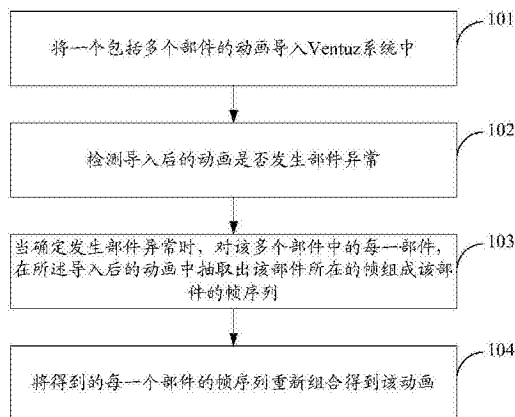 101
将一个包括多个部件的动画导入Ventuz系统中
102
检测导入后的动画是否发生部件异常
103
当确定发生部件异常时，对该多个部件中的每一部件，
在所述导入后的动画中抽取出该部件所在的帧组成该部
件的帧序列
104
将得到的每一个部件的帧序列重新组合得到该动画